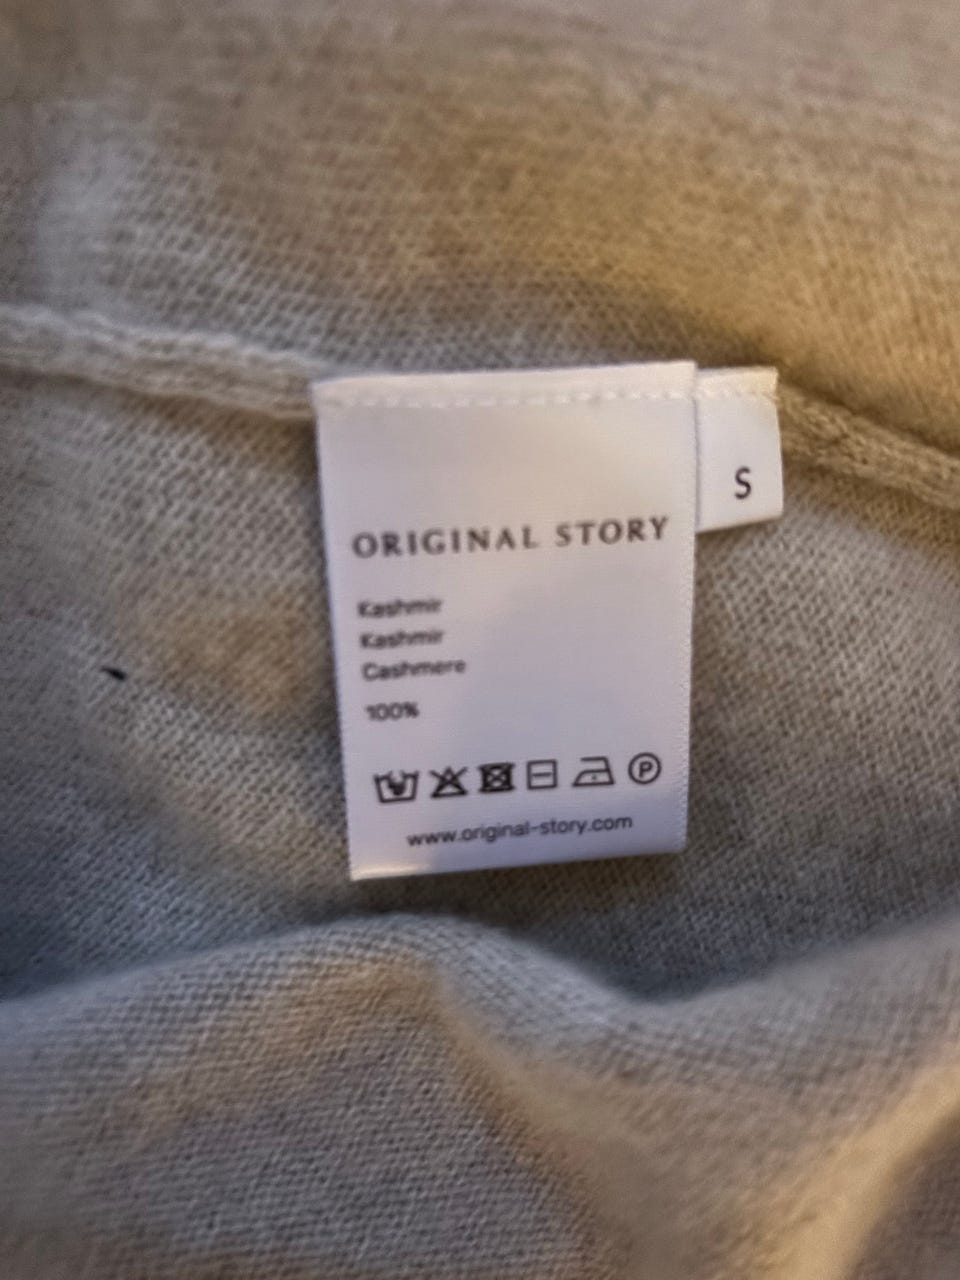 S
ORIGINAL STORY
Kashmir
Kashmir
Cashmere
100%
P
www.original-story.com